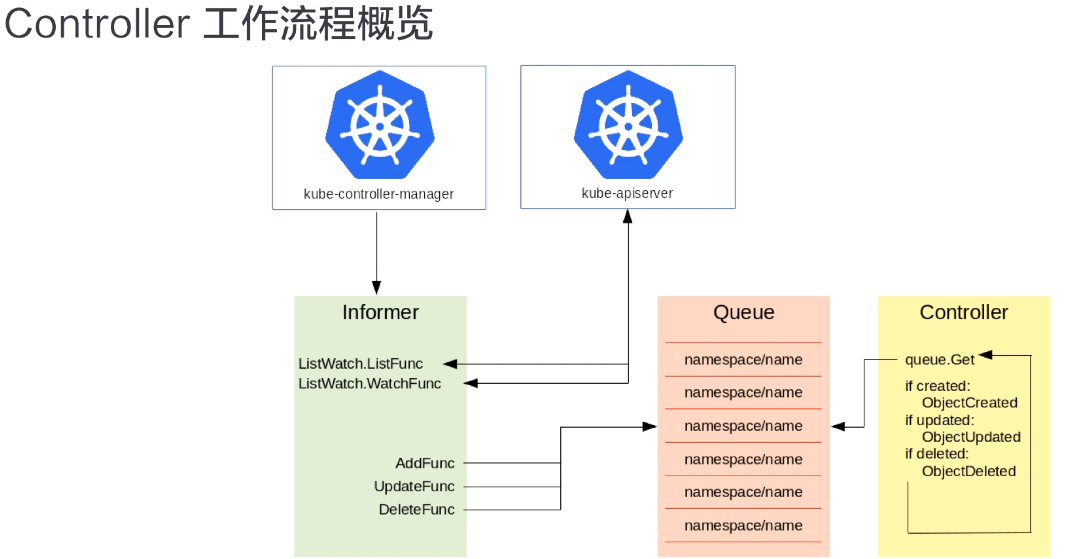 Controller 工作流程概览
kube-controller-manager
kube-apiserver
Informer
ListWatch.ListFunc
ListWatch.WatchFunc
AddFunc
UpdateFunc
DeleteFunc
Queue
namespace/name
namespace/name
namespace/name
namespace/name
namespace/name
namespace/name
Controller
queue.Get
if created:
ObjectCreated
if updated:
ObjectUpdated
if deleted:
ObjectDeleted